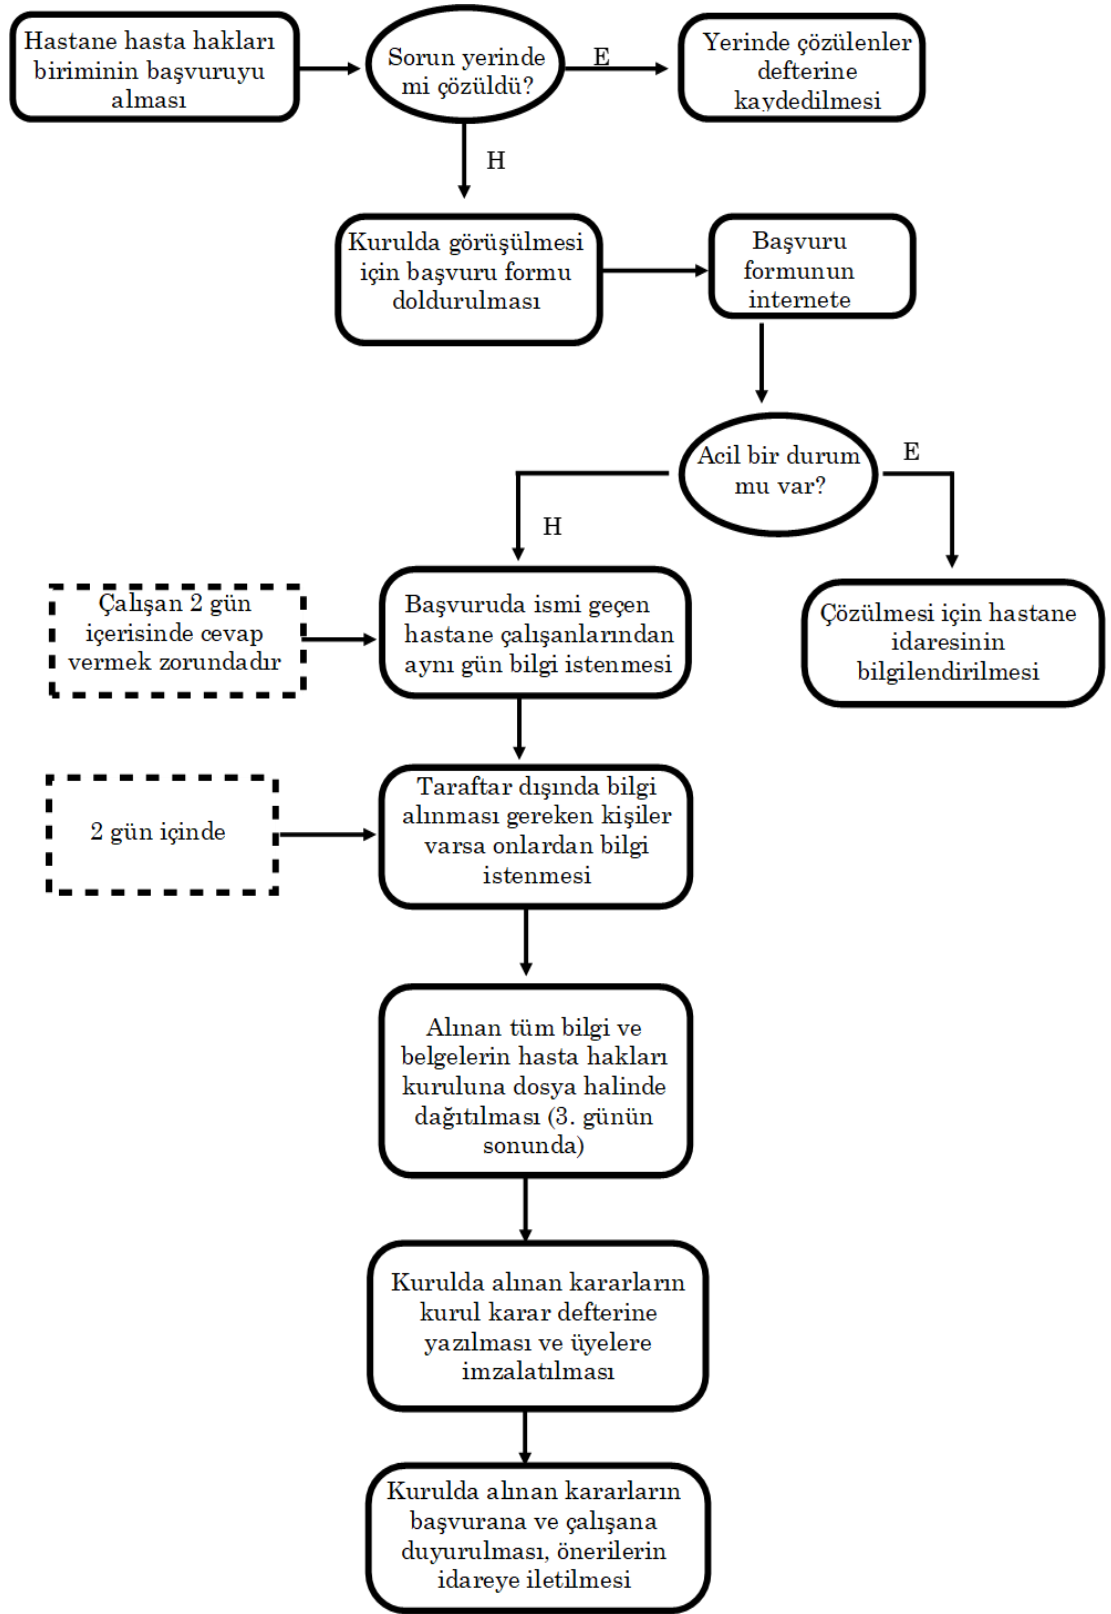 Hastane hasta hakları
biriminin başvuruyu
alması
Sorun yerinde
mi çözüldü?
E
Yerinde çözülenler
defterine
kaydedilmesi
H
Kurulda görüşülmesi
için başvuru formu
doldurulması
Başvuru
formunun
internete
Acil bir durum
mu var?
E
H
Çalışan 2 gün
içerisinde cevap
vermek zorundadır
Başvuruda ismi geçen
hastane çalışanlarından
aynı gün bilgi istenmesi
Çözülmesi için hastane
idaresinin
bilgilendirilmesi
2 gün içinde
Taraftar dışında bilgi
alınması gereken kişiler
varsa onlardan bilgi
istenmesi
Alınan tüm bilgi ve
belgelerin hasta hakları
kuruluna dosya halinde
dağıtılması (3. günün
sonunda)
Kurulda alınan kararların
kurul karar defterine
yazılması ve üyelere
imzalatılması
Kurulda alınan kararların
başvurana ve çalışana
duyurulması, önerilerin
idareye iletilmesi